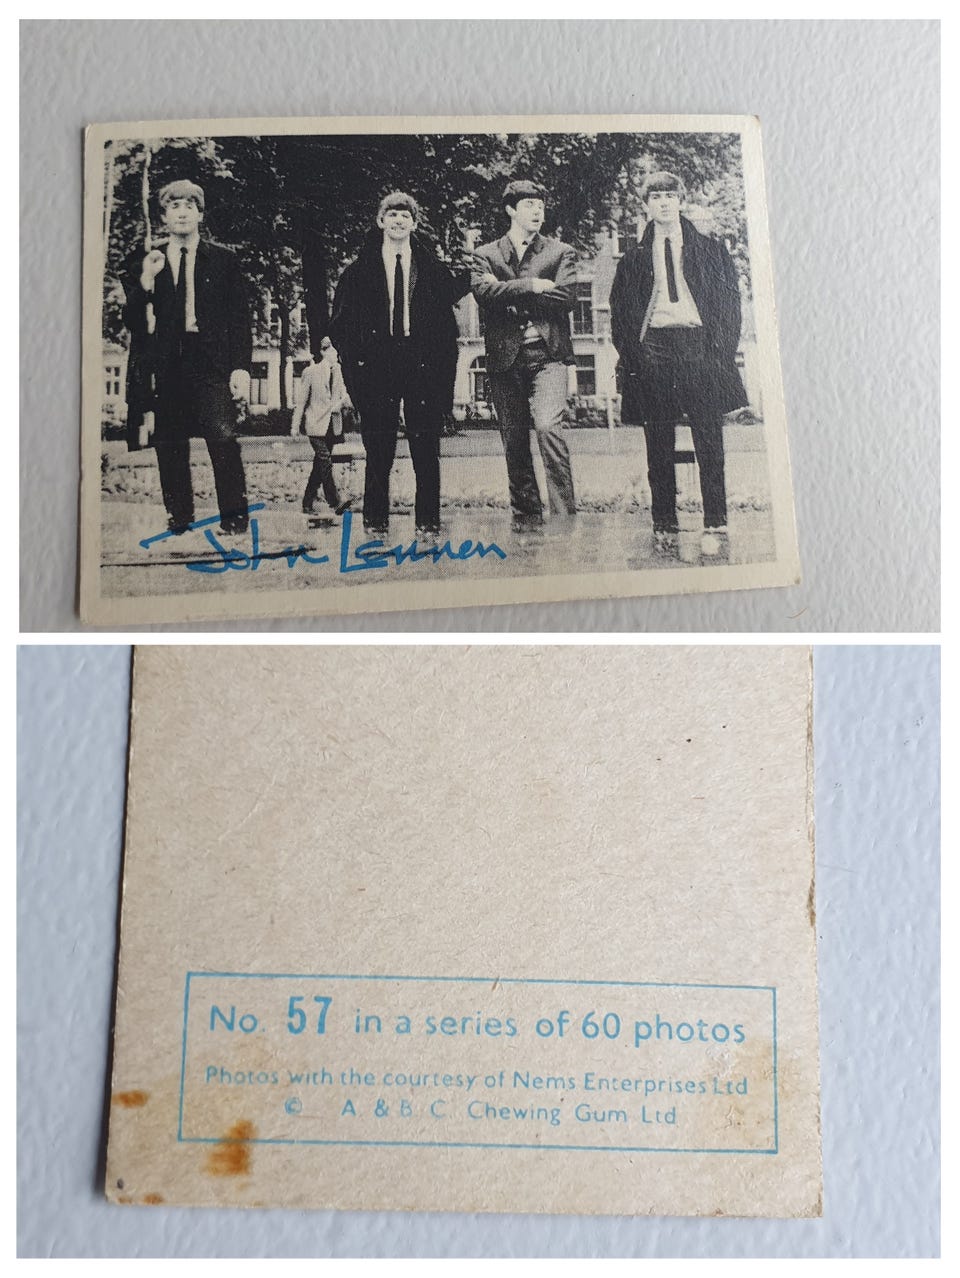 John Lennon
No. 57 in a series of 60 photos
Photos with the courtesy of Nems Enterprises Ltd
© A. & B. C. Chewing Gum Ltd